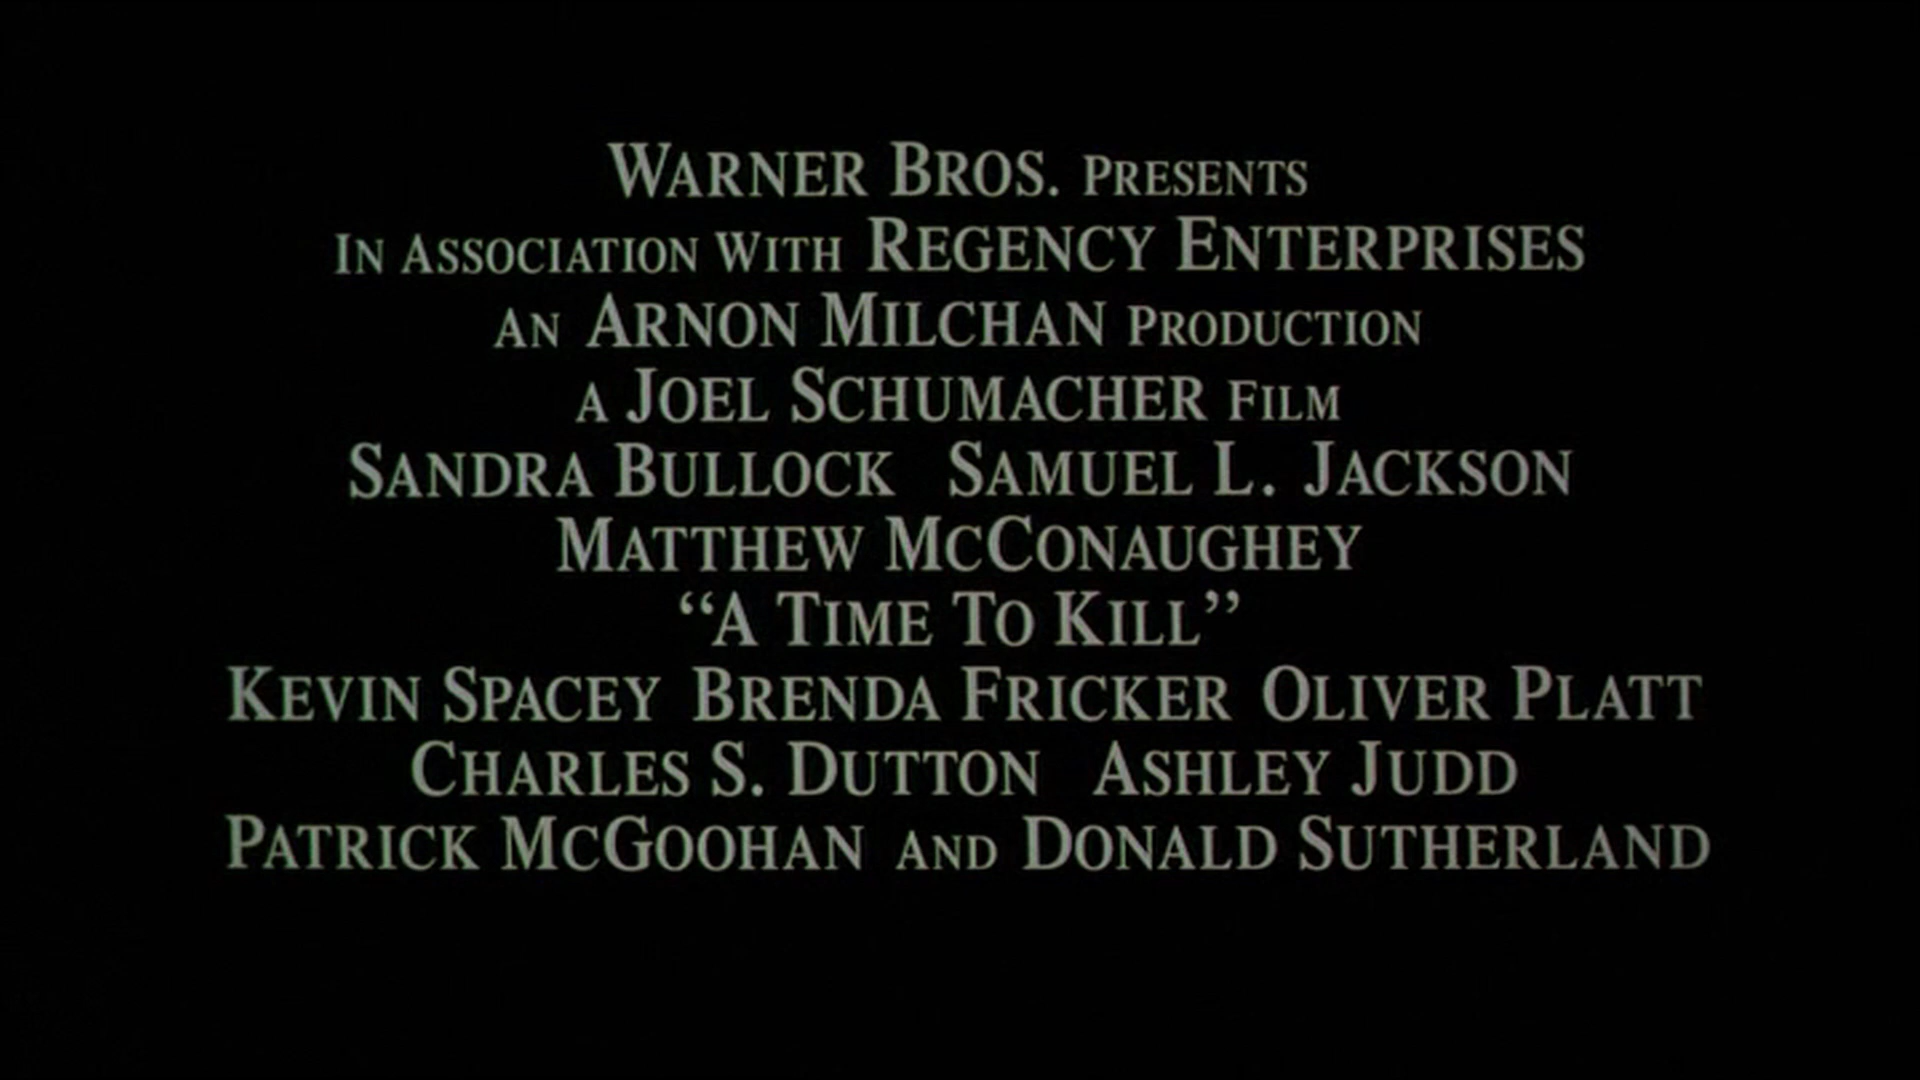 WARNER BROS. PRESENTS
IN ASSOCIATION WITH REGENCY ENTERPRISES
AN ARNON MILCHAN PRODUCTION
A JOEL SCHUMACHER FILM
SANDRA BULLOCK SAMUEL L. JACKSON
MATTHEW MCCONAUGHEY
“A TIME TO KILL”
KEVIN SPACEY BRENDA FRICKER OLIVER PLATT
CHARLES S. DUTTON ASHLEY JUDD
PATRICK MCGOOHAN AND DONALD SUTHERLAND